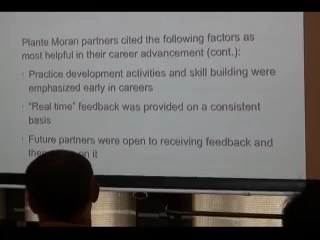 Plante Moran partners cited the following factors as
most helpful in their career advancement (cont.):
· Practice development activities and skill building were
emphasized early in careers
· "Real time" feedback was provided on a consistent
basis
· Future partners were open to receiving feedback and
on it